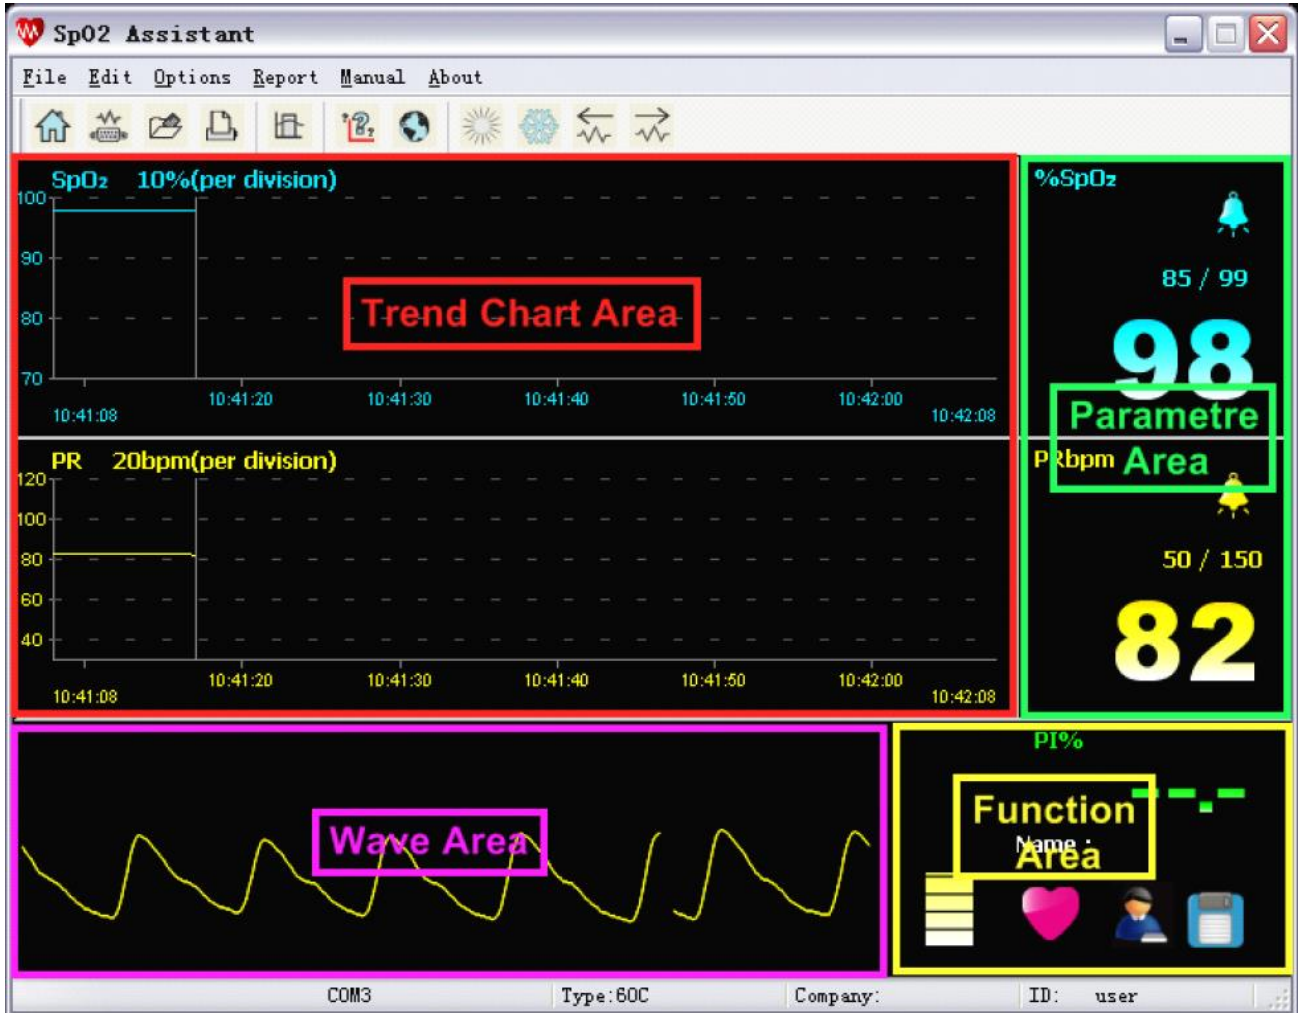 SpO2 Assistant
File Edit Options Report Manual About
SpO₂ 10%(per division)
100
90
80
70
10:41:08
10:41:20
10:41:30
10:41:40
10:41:50
10:42:00
10:42:08
Trend Chart Area
PR 20bpm(per division)
120
100
80
60
40
10:41:08
10:41:20
10:41:30
10:41:40
10:41:50
10:42:00
10:42:08
%SpO₂
85 / 99
98
Parametre
Area
PRbpm
50 / 150
82
Wave Area
PI%
--.-
Function
Area
Name :
COM3 Type:60C Company: ID: user